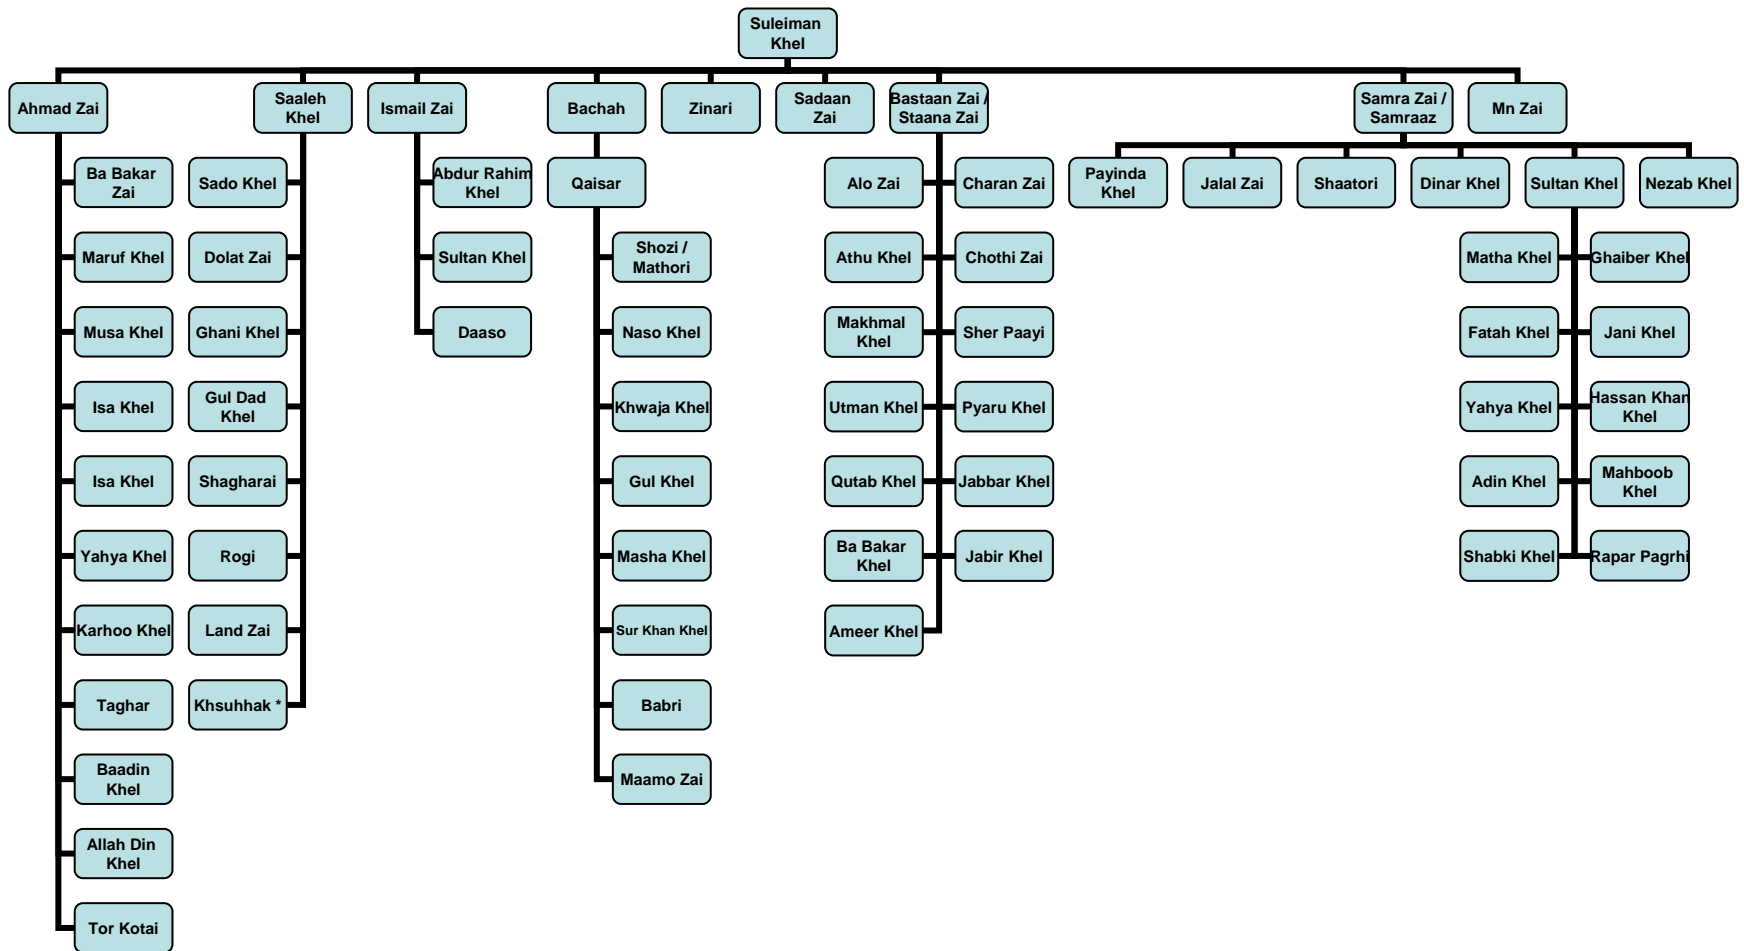 Suleiman
Khel
Ahmad Zai
Saaleh
Khel
Ismail Zai
Bachah
Zinari
Sadaan
Zai
Bastaan Zai /
Staana Zai
Samra Zai /
Samraaz
Mn Zai
Ba Bakar
Zai
Maruf Khel
Musa Khel
Isa Khel
Isa Khel
Yahya Khel
Karhoo Khel
Taghar
Baadin
Khel
Allah Din
Khel
Tor Kotai
Sado Khel
Dolat Zai
Ghani Khel
Gul Dad
Khel
Shagharai
Rogi
Land Zai
Khsuhhak *
Abdur Rahim
Khel
Sultan Khel
Daaso
Qaisar
Shozi /
Mathori
Naso Khel
Khwaja Khel
Gul Khel
Masha Khel
Sur Khan Khel
Babri
Maamo Zai
Alo Zai
Charan Zai
Athu Khel
Chothi Zai
Makhmal
Khel
Sher Paayi
Utman Khel
Pyaru Khel
Qutab Khel
Jabbar Khel
Ba Bakar
Khel
Jabir Khel
Ameer Khel
Payinda
Khel
Jalal Zai
Shaatori
Dinar Khel
Sultan Khel
Nezab Khel
Matha Khel
Ghaiber Khel
Fatah Khel
Jani Khel
Yahya Khel
Hassan Khan
Khel
Adin Khel
Mahboob
Khel
Shabki Khel
Rapar Pagrhi